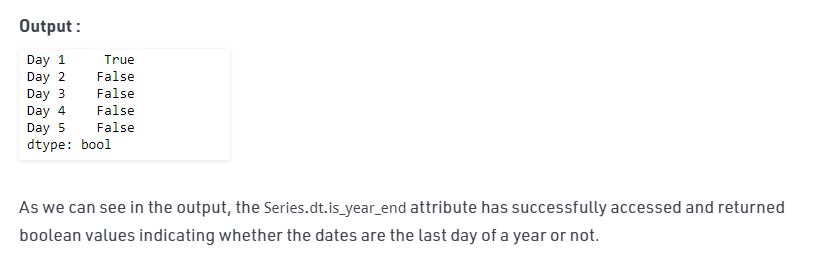 Output :
Day 1     True
Day 2    False
Day 3    False
Day 4    False
Day 5    False
dtype: bool
As we can see in the output, the Series.dt.is_year_end attribute has successfully accessed and returned
boolean values indicating whether the dates are the last day of a year or not.